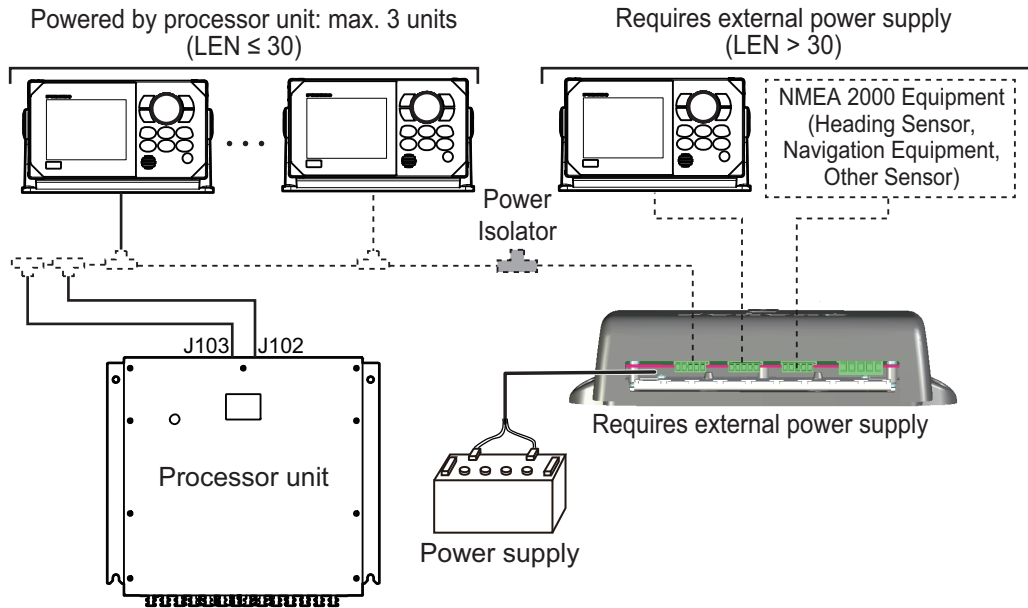 Powered by processor unit: max. 3 units
(LEN ≤ 30)
Requires external power supply
(LEN > 30)
NMEA 2000 Equipment
(Heading Sensor,
Navigation Equipment,
Other Sensor)
Power
Isolator
J103
J102
Requires external power supply
Processor unit
Power supply